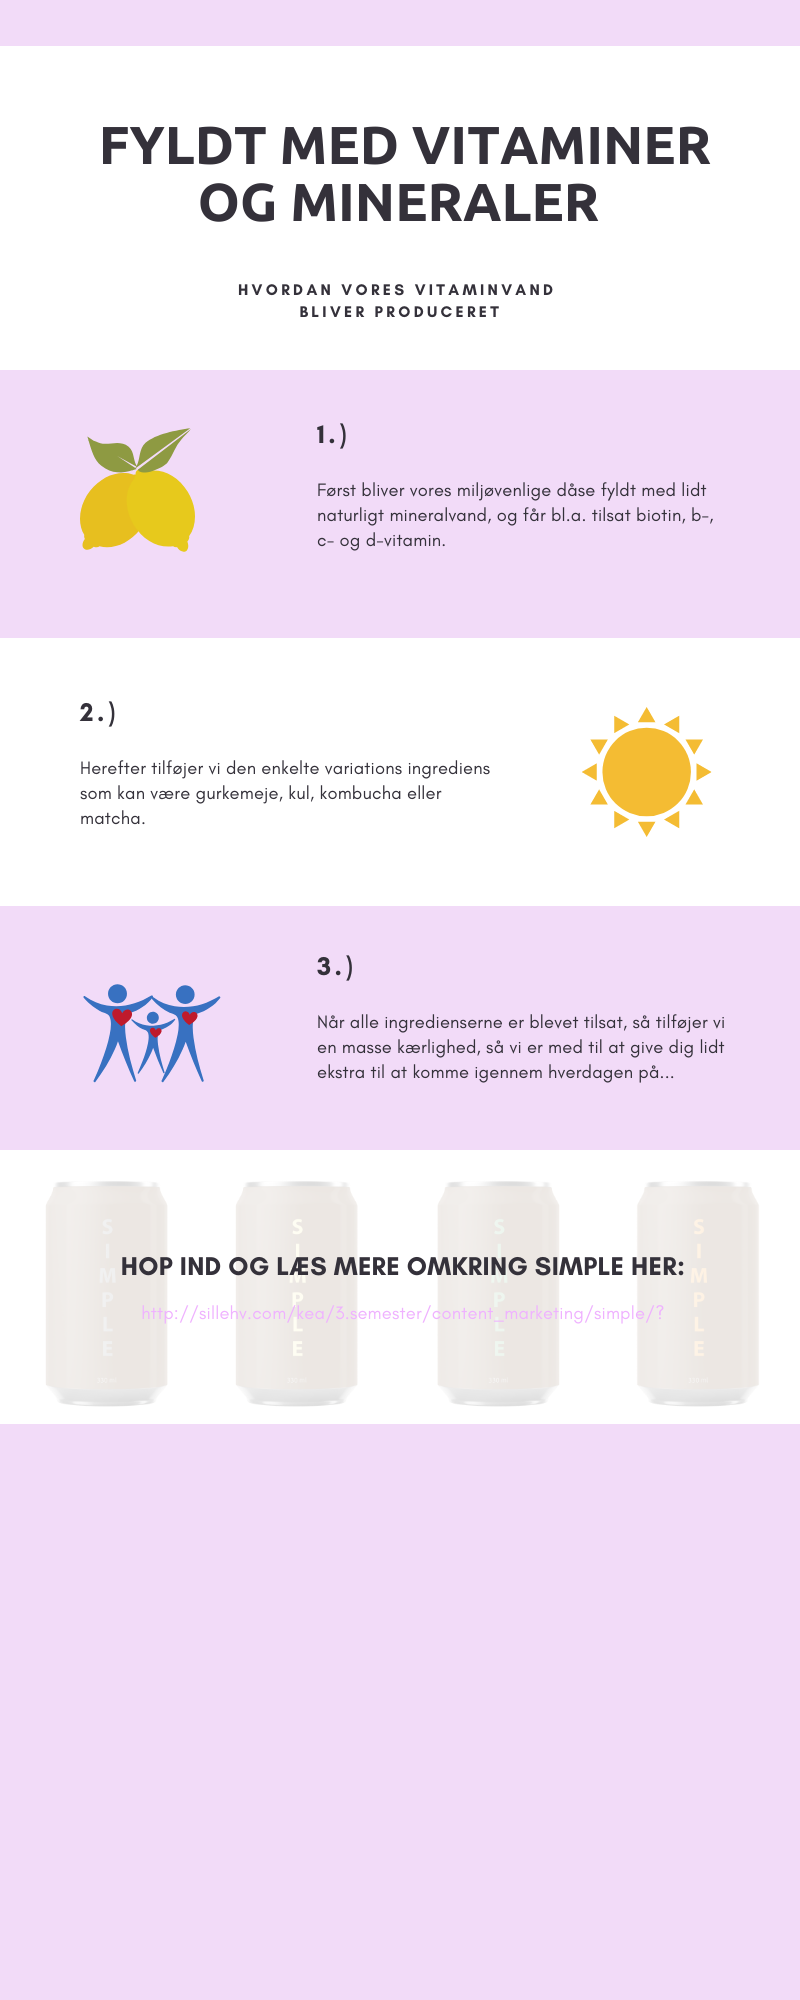 FYLDT MED VITAMINER
OG MINERALER
HVORDAN VORES VITAMINVAND
BLIVER PRODUCERET
1.)
Først bliver vores miljøvenlige dåse fyldt med lidt
naturligt mineralvand, og får bl.a. tilsat biotin, b-,
c- og d-vitamin.
2.)
Herefter tilføjer vi den enkelte variations ingrediens
som kan være gurkemeje, kul, kombucha eller
matcha.
3.)
Når alle ingredienserne er blevet tilsat, så tilføjer vi
en masse kærlighed, så vi er med til at give dig lidt
ekstra til at komme igennem hverdagen på...
HOP IND OG LÆS MERE OMKRING SIMPLE HER:
http://sillehv.com/kea/3.semester/content_marketing/simple/?
SIMPLE
SIMPLE
SIMPLE
SIMPLE